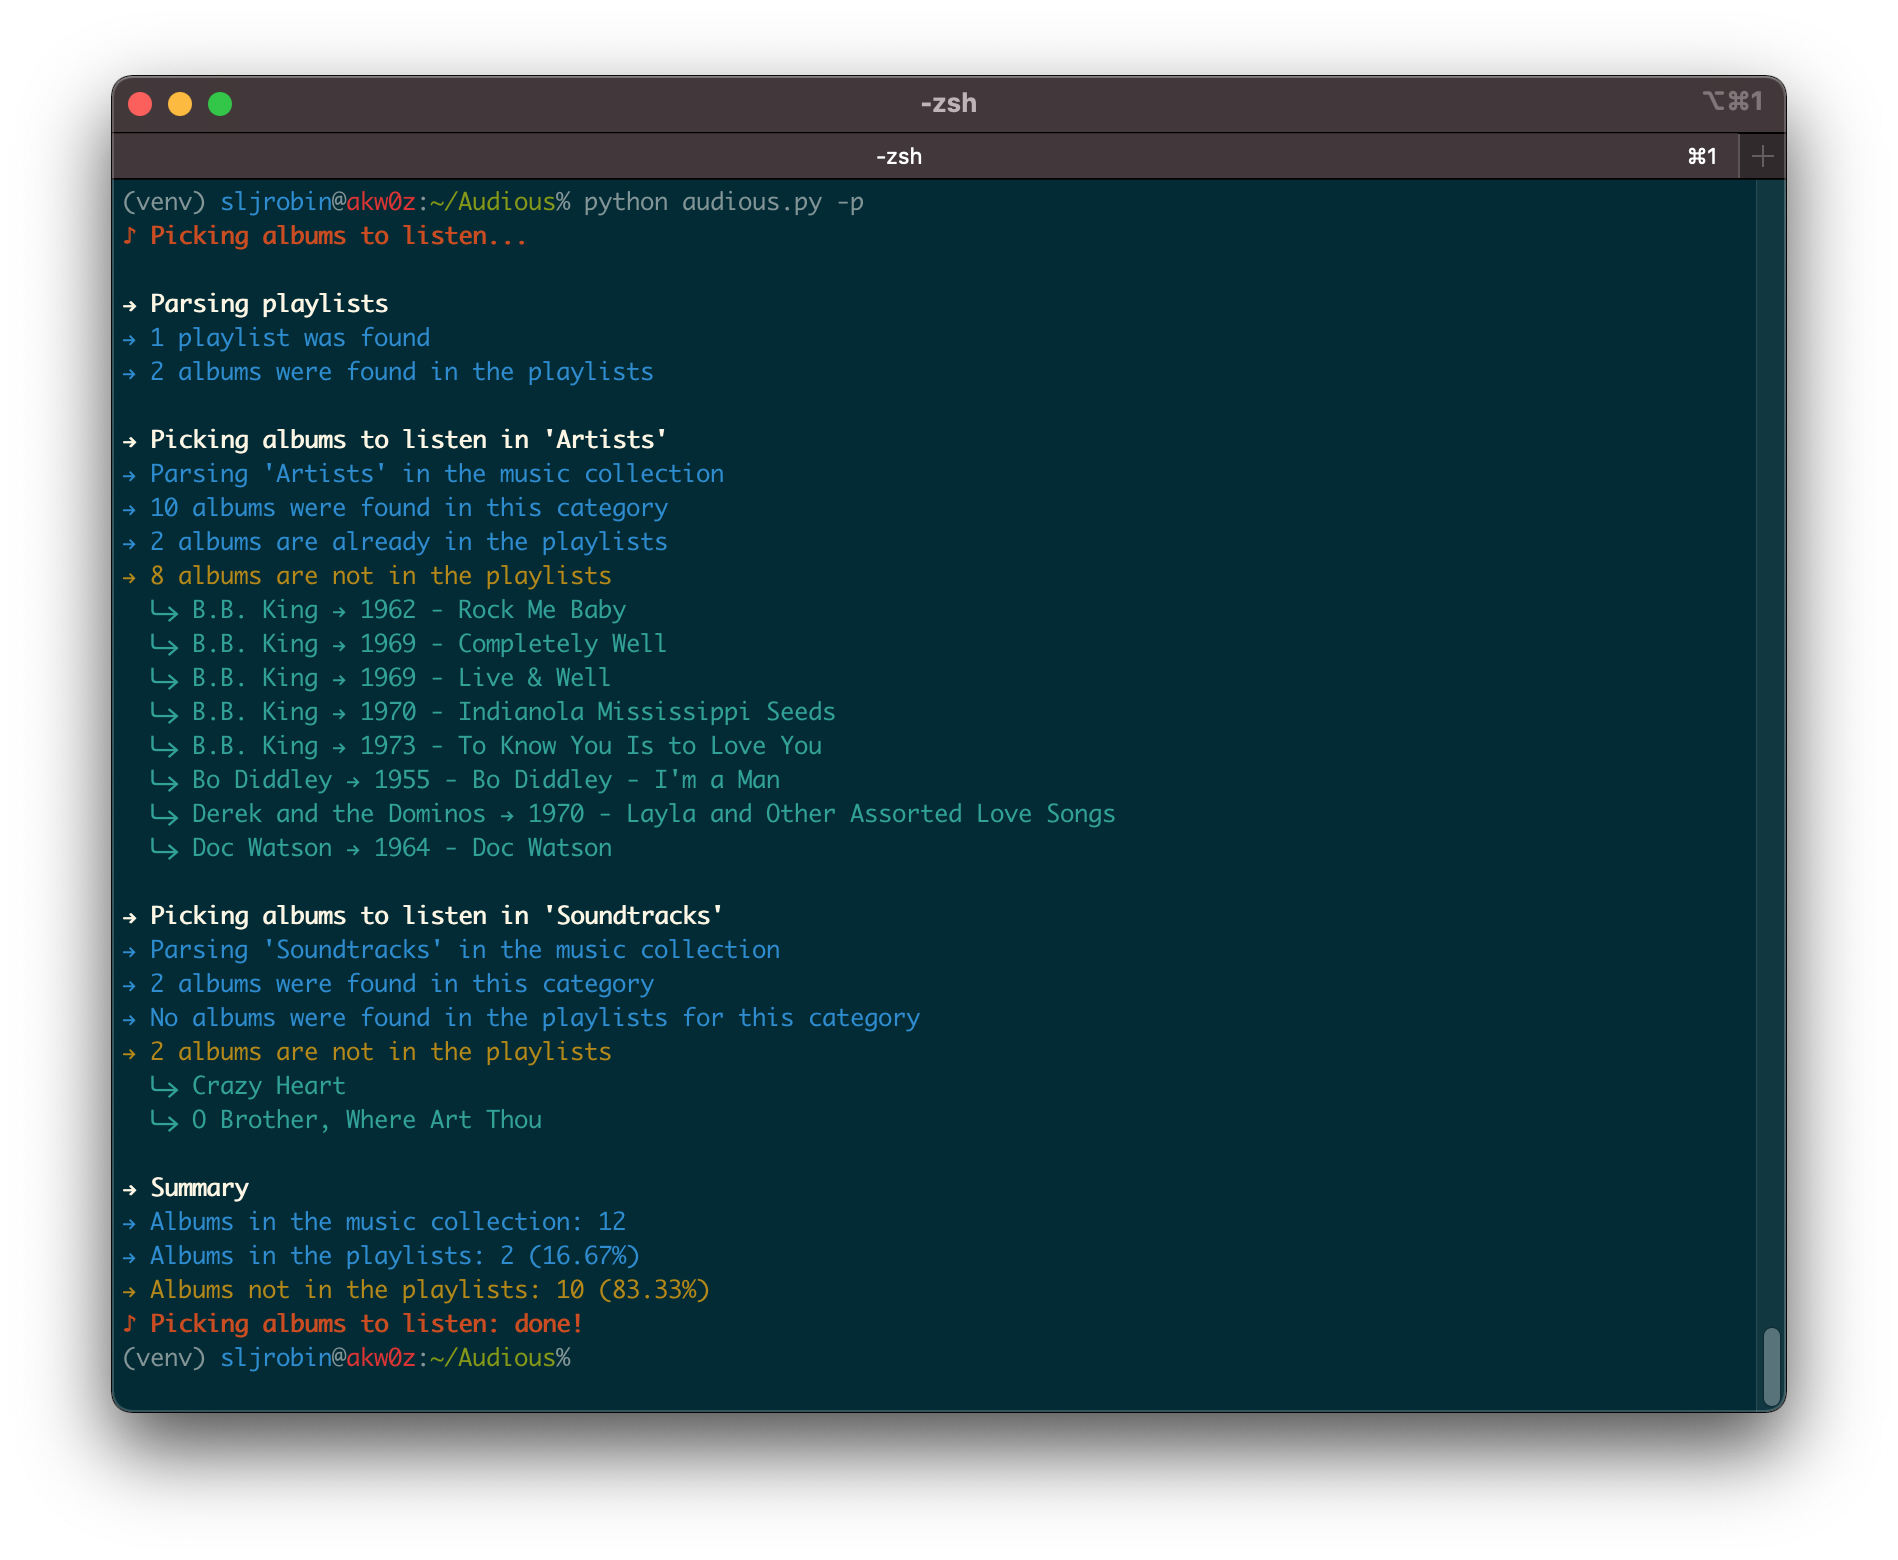 -zsh ⌥⌘1
-zsh ⌘1 +
(venv) sljrobin@akw0z:~/Audious% python audious.py -p
♪ Picking albums to listen...
→ Parsing playlists
→ 1 playlist was found
→ 2 albums were found in the playlists
→ Picking albums to listen in 'Artists'
→ Parsing 'Artists' in the music collection
→ 10 albums were found in this category
→ 2 albums are already in the playlists
→ 8 albums are not in the playlists
↳ B.B. King → 1962 - Rock Me Baby
↳ B.B. King → 1969 - Completely Well
↳ B.B. King → 1969 - Live & Well
↳ B.B. King → 1970 - Indianola Mississippi Seeds
↳ B.B. King → 1973 - To Know You Is to Love You
↳ Bo Diddley → 1955 - Bo Diddley - I'm a Man
↳ Derek and the Dominos → 1970 - Layla and Other Assorted Love Songs
↳ Doc Watson → 1964 - Doc Watson
→ Picking albums to listen in 'Soundtracks'
→ Parsing 'Soundtracks' in the music collection
→ 2 albums were found in this category
→ No albums were found in the playlists for this category
→ 2 albums are not in the playlists
↳ Crazy Heart
↳ O Brother, Where Art Thou
→ Summary
→ Albums in the music collection: 12
→ Albums in the playlists: 2 (16.67%)
→ Albums not in the playlists: 10 (83.33%)
♪ Picking albums to listen: done!
(venv) sljrobin@akw0z:~/Audious%